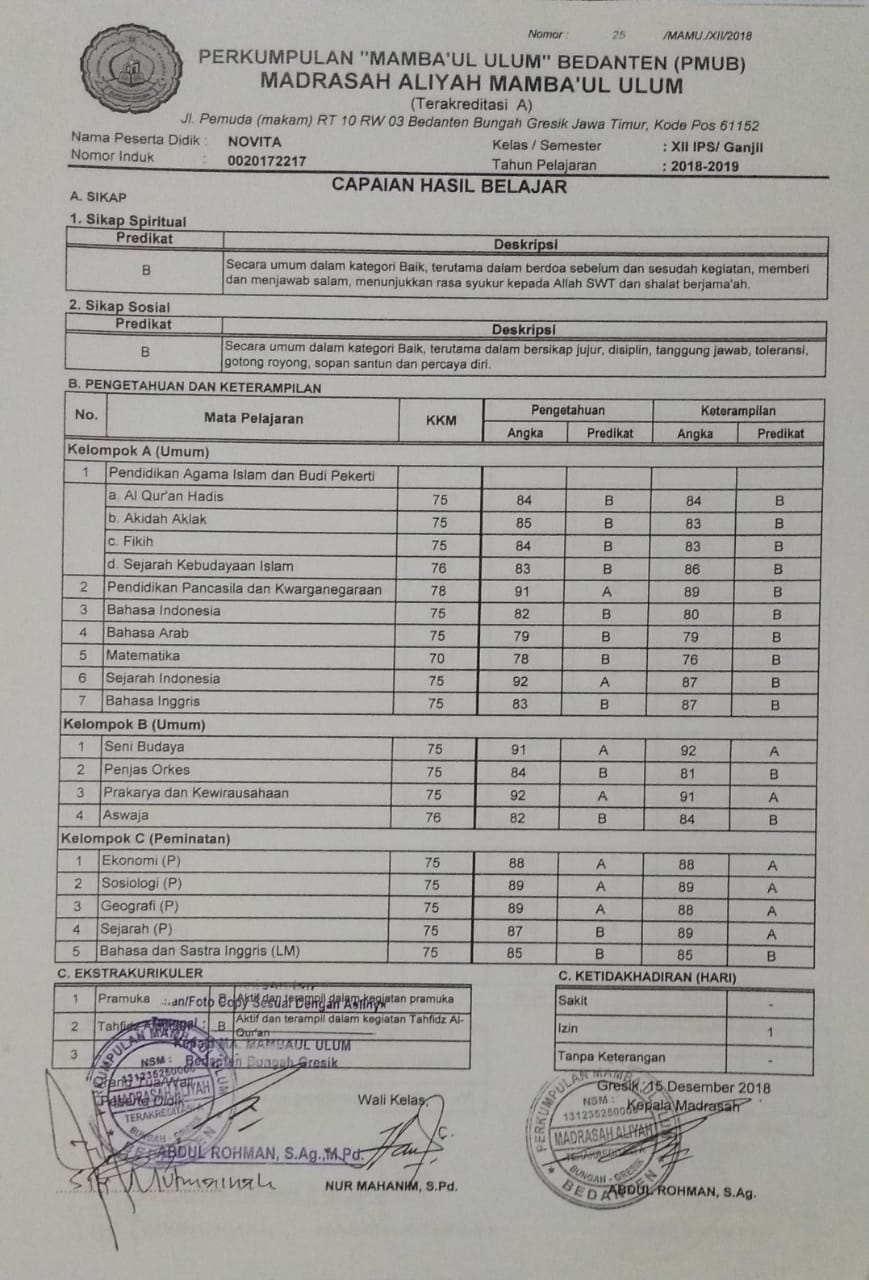 Nomor : 25 /MAMU./XII/2018
PERKUMPULAN "MAMBA'UL ULUM" BEDANTEN (PMUB)
MADRASAH ALIYAH MAMBA'UL ULUM
(Terakreditasi A)
Jl. Pemuda (makam) RT 10 RW 03 Bedanten Bungah Gresik Jawa Timur, Kode Pos 61152
Nama Peserta Didik : NOVITA Kelas / Semester : XII IPS/ Ganjil
Nomor Induk : 0020172217 Tahun Pelajaran : 2018-2019
CAPAIAN HASIL BELAJAR
A. SIKAP
1. Sikap Spiritual
Predikat Deskripsi
B Secara umum dalam kategori Baik, terutama dalam berdoa sebelum dan sesudah kegiatan, memberi
dan menjawab salam, menunjukkan rasa syukur kepada Allah SWT dan shalat berjama'ah.
2. Sikap Sosial
Predikat Deskripsi
B Secara umum dalam kategori Baik, terutama dalam bersikap jujur, disiplin, tanggung jawab, toleransi,
gotong royong, sopan santun dan percaya diri.
B. PENGETAHUAN DAN KETERAMPILAN
No. Mata Pelajaran KKM Pengetahuan Keterampilan
Angka Predikat Angka Predikat
Kelompok A (Umum)
1 Pendidikan Agama Islam dan Budi Pekerti
a. Al Qur'an Hadis 75 84 B 84 B
b. Akidah Aklak 75 85 B 83 B
c. Fikih 75 84 B 83 B
d. Sejarah Kebudayaan Islam 76 83 B 86 B
2 Pendidikan Pancasila dan Kwarganegaraan 78 91 A 89 B
3 Bahasa Indonesia 75 82 B 80 B
4 Bahasa Arab 75 79 B 79 B
5 Matematika 70 78 B 76 B
6 Sejarah Indonesia 75 92 A 87 B
7 Bahasa Inggris 75 83 B 87 B
Kelompok B (Umum)
1 Seni Budaya 75 91 A 92 A
2 Penjas Orkes 75 84 B 81 B
3 Prakarya dan Kewirausahaan 75 92 A 91 A
4 Aswaja 76 82 B 84 B
Kelompok C (Peminatan)
1 Ekonomi (P) 75 88 A 88 A
2 Sosiologi (P) 75 89 A 89 A
3 Geografi (P) 75 89 A 88 A
4 Sejarah (P) 75 87 B 89 A
5 Bahasa dan Sastra Inggris (LM) 75 85 B 85 B
C. EKSTRAKURIKULER C. KETIDAKHADIRAN (HARI)
1 Pramuka B Aktif dan terampil dalam kegiatan pramuka
an/Foto Copy Sesuai Dengan Aslinya
Sakit -
2 Tahfidz B Aktif dan terampil dalam kegiatan Tahfidz Al-
Qur'an
Tanggal :
Izin 1
3
Kepala MA. MAMBAUL ULUM
Bedanten Bungah Gresik
Tanpa Keterangan -
Gresik, 15 Desember 2018
Orang Tua/Wali Wali Kelas, Kepala Madrasah
Peserta Didik
PERKUMPULAN MAMBAUL ULUM
NSM :
MADRASAH ALIYAH
TERAKREDITASI A
BUNGAH - GRESIK
BEDANTEN
ABDUL ROHMAN, S.Ag.,M.Pd.
PERKUMPULAN MAMBAUL ULUM
NSM :
MADRASAH ALIYAH
BUNGAH - GRESIK
BEDANTEN
NUR MAHANIM, S.Pd. ABDUL ROHMAN, S.Ag.